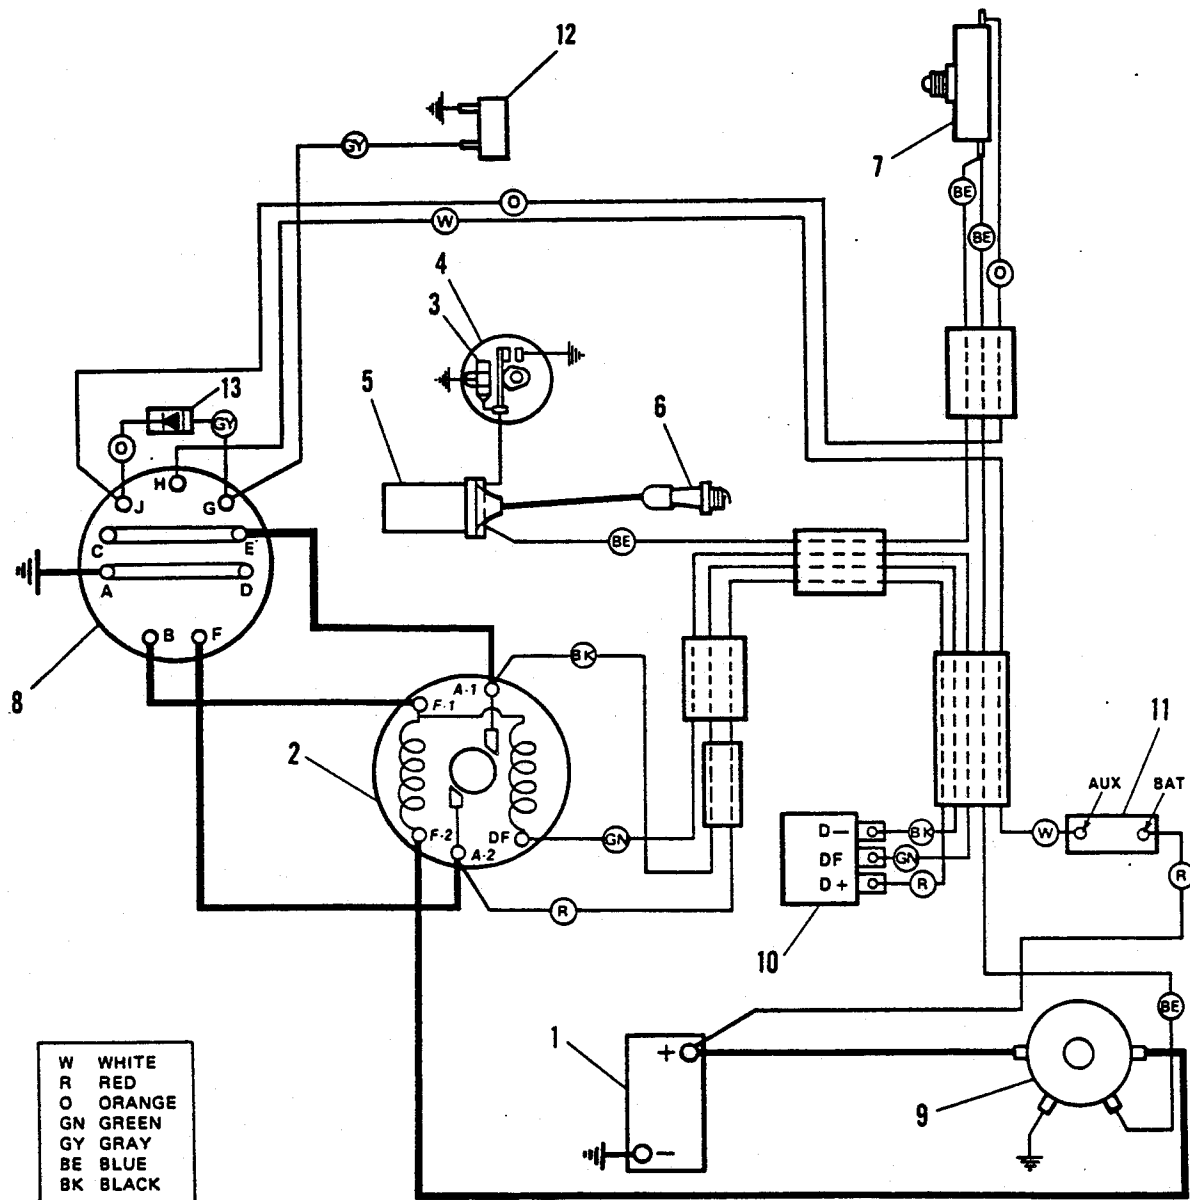 12
7
GY
BE
O
W
BE
O
4
3
5
6
13
GY
O
H
J
G
C
E
A
D
B
F
BE
8
BK
A-1
F-1
2
F-2
DF
A-2
GN
R
11
AUX
BAT
D-
BK
W
DF
GN
D+
R
R
10
1
+
-
BE
9
W WHITE
R RED
O ORANGE
GN GREEN
GY GRAY
BE BLUE
BK BLACK